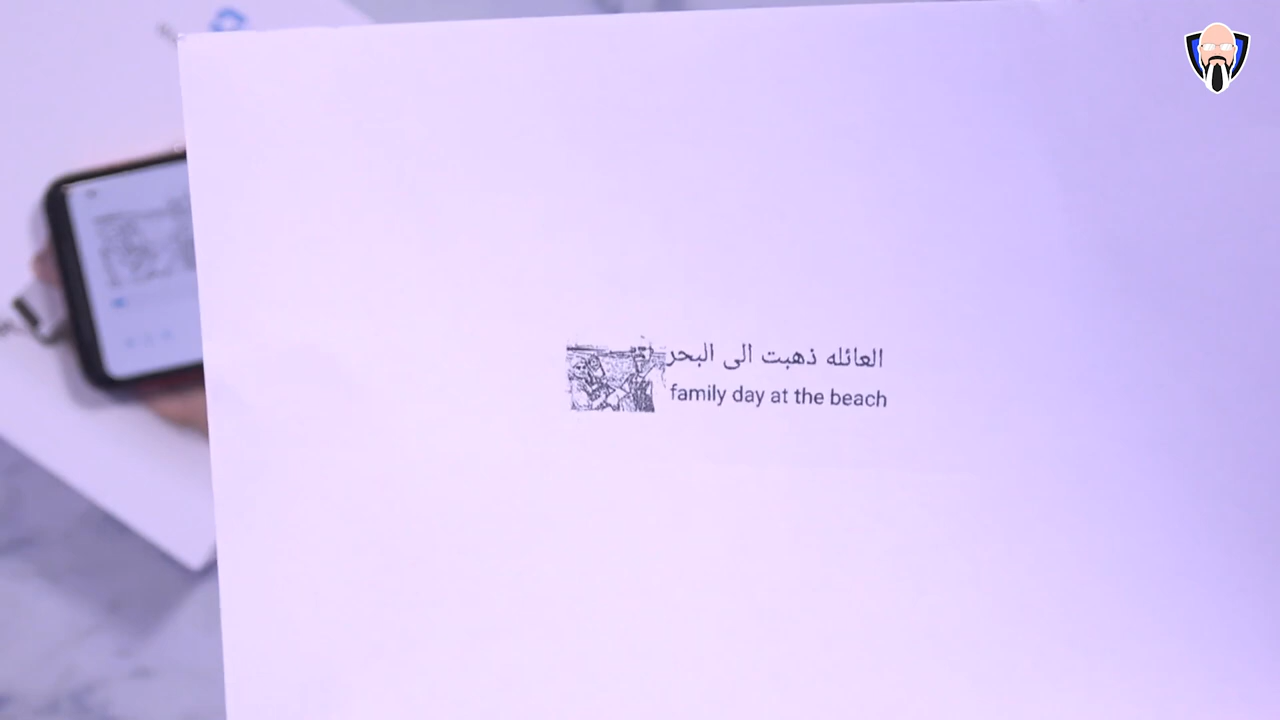 العائله ذهبت الى البحر
family day at the beach